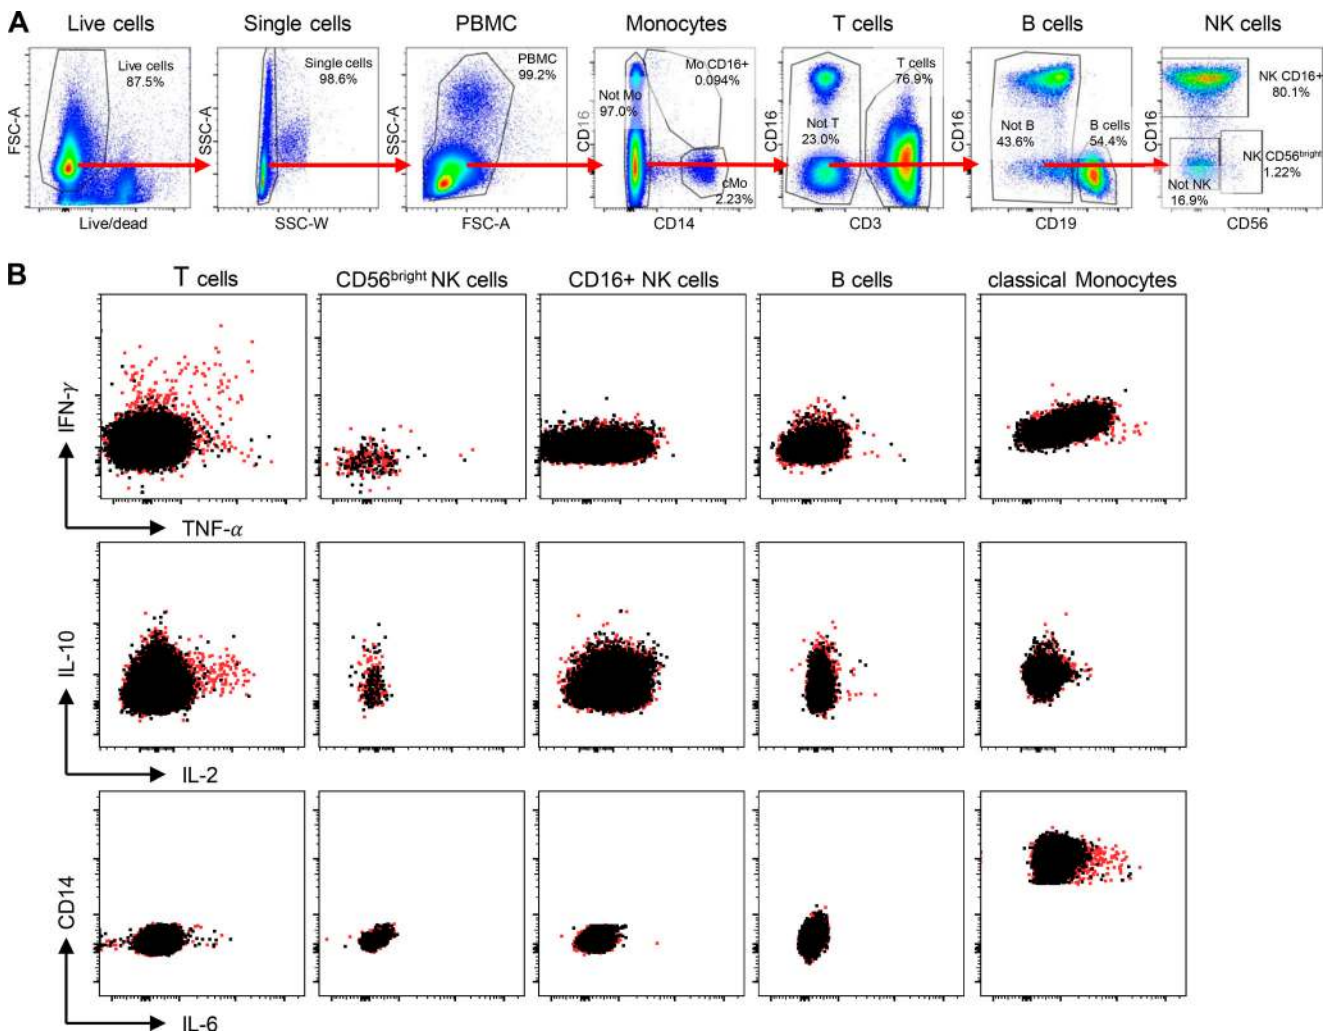 A
Live cells
Single cells
PBMC
Monocytes
T cells
B cells
NK cells
FSC-A
Live cells
87.5%
Live/dead
SSC-A
Single cells
98.6%
SSC-W
SSC-A
PBMC
99.2%
FSC-A
CD16
Not Mo
97.0%
Mo CD16+
0.094%
cMo
2.23%
CD14
CD16
Not T
23.0%
T cells
76.9%
CD3
CD16
Not B
43.6%
B cells
54.4%
CD19
CD16
NK CD16+
80.1%
NK CD56bright
1.22%
Not NK
16.9%
CD56
B
T cells
CD56bright NK cells
CD16+ NK cells
B cells
classical Monocytes
IFN-γ
TNF-α
IL-10
IL-2
CD14
IL-6